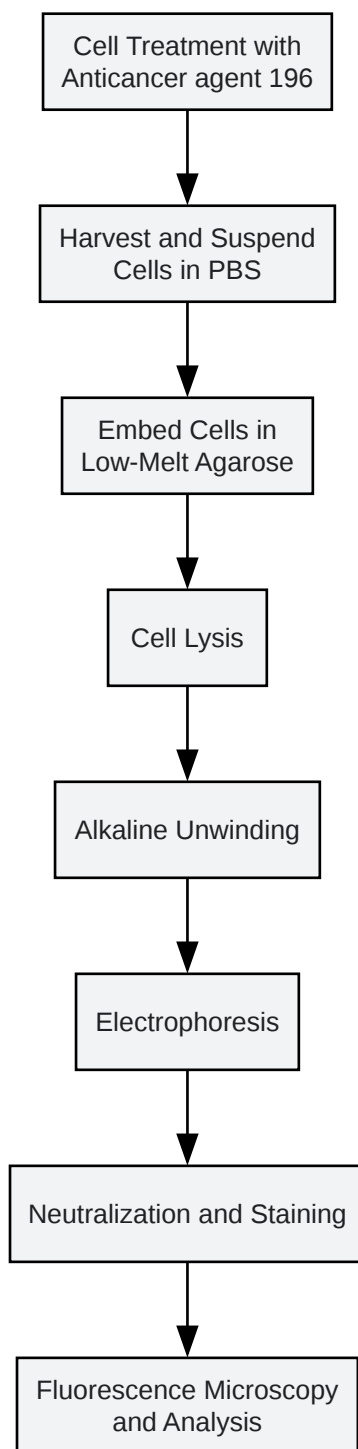 Cell Treatment with
Anticancer agent 196
Harvest and Suspend
Cells in PBS
Embed Cells in
Low-Melt Agarose
Cell Lysis
Alkaline Unwinding
Electrophoresis
Neutralization and Staining
Fluorescence Microscopy
and Analysis